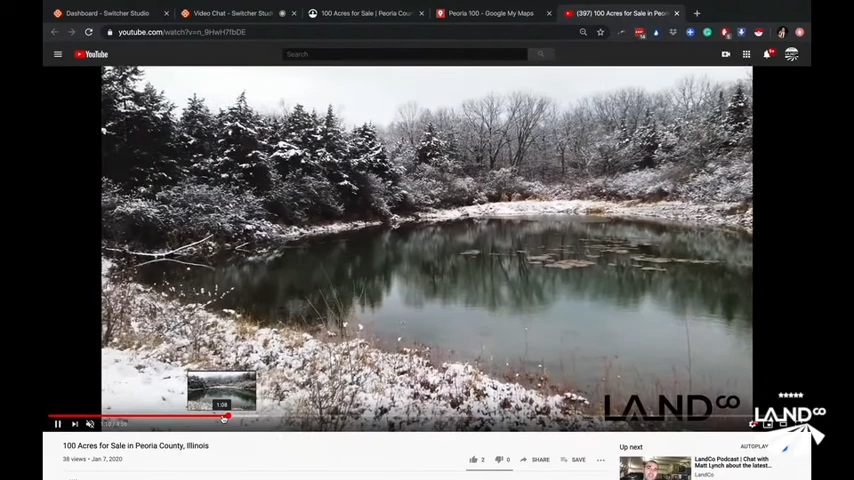 Dashboard - Switcher Studio
Video Chat - Switcher Stud
100 Acres for Sale | Peoria Cou
Peoria 100 - Google My Maps
(397) 100 Acres for Sale in Peor
youtube.com/watch?v=n_9HwH7fbDE
YouTube
Search
1:08
LANDCO
LANDCO
100 Acres for Sale in Peoria County, Illinois
38 views • Jan 7, 2020
2
0
SHARE
SAVE
Up next
AUTOPLAY
LandCo Podcast | Chat with
Matt Lynch about the latest...
LandCo